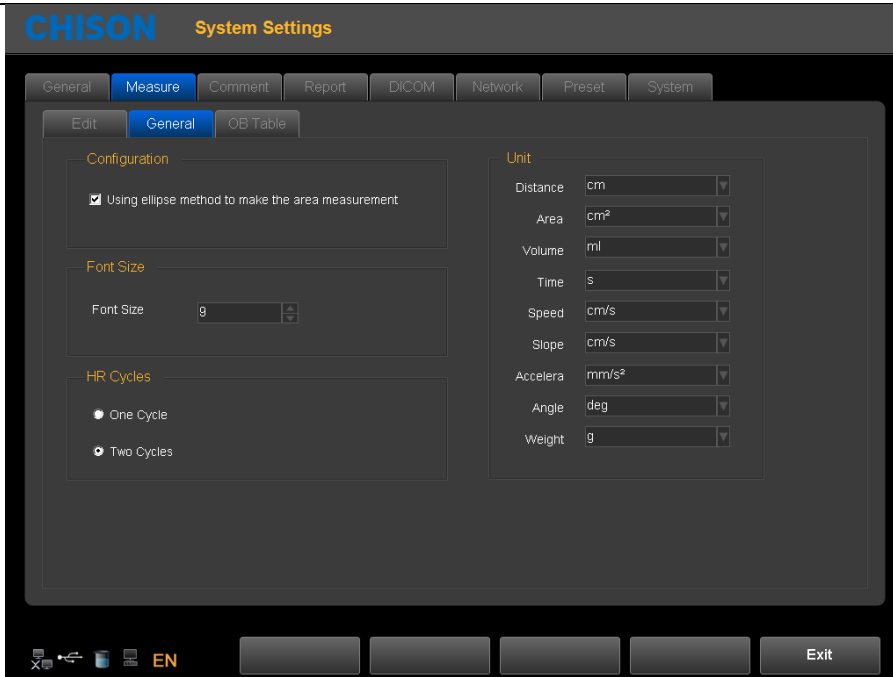 CHISON System Settings
General Measure Comment Report DICOM Network Preset System
Edit General OB Table
Configuration
Using ellipse method to make the area measurement
Font Size
Font Size 9
HR Cycles
One Cycle
Two Cycles
Unit
Distance cm
Area cm²
Volume ml
Time s
Speed cm/s
Slope cm/s
Accelera mm/s²
Angle deg
Weight g
EN Exit